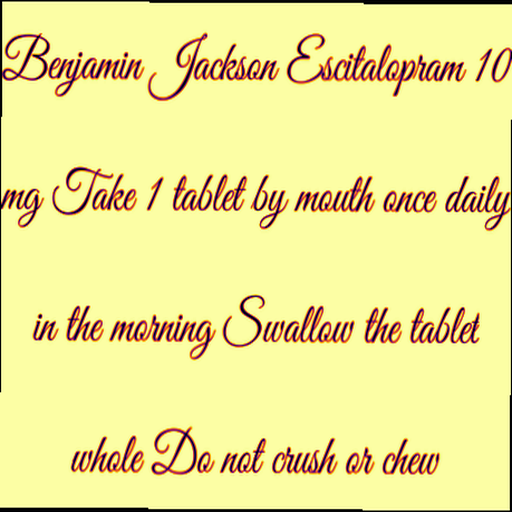 Benjamin Jackson Escitalopram 10
mg Take 1 tablet by mouth once daily
in the morning Swallow the tablet
whole Do not crush or chew